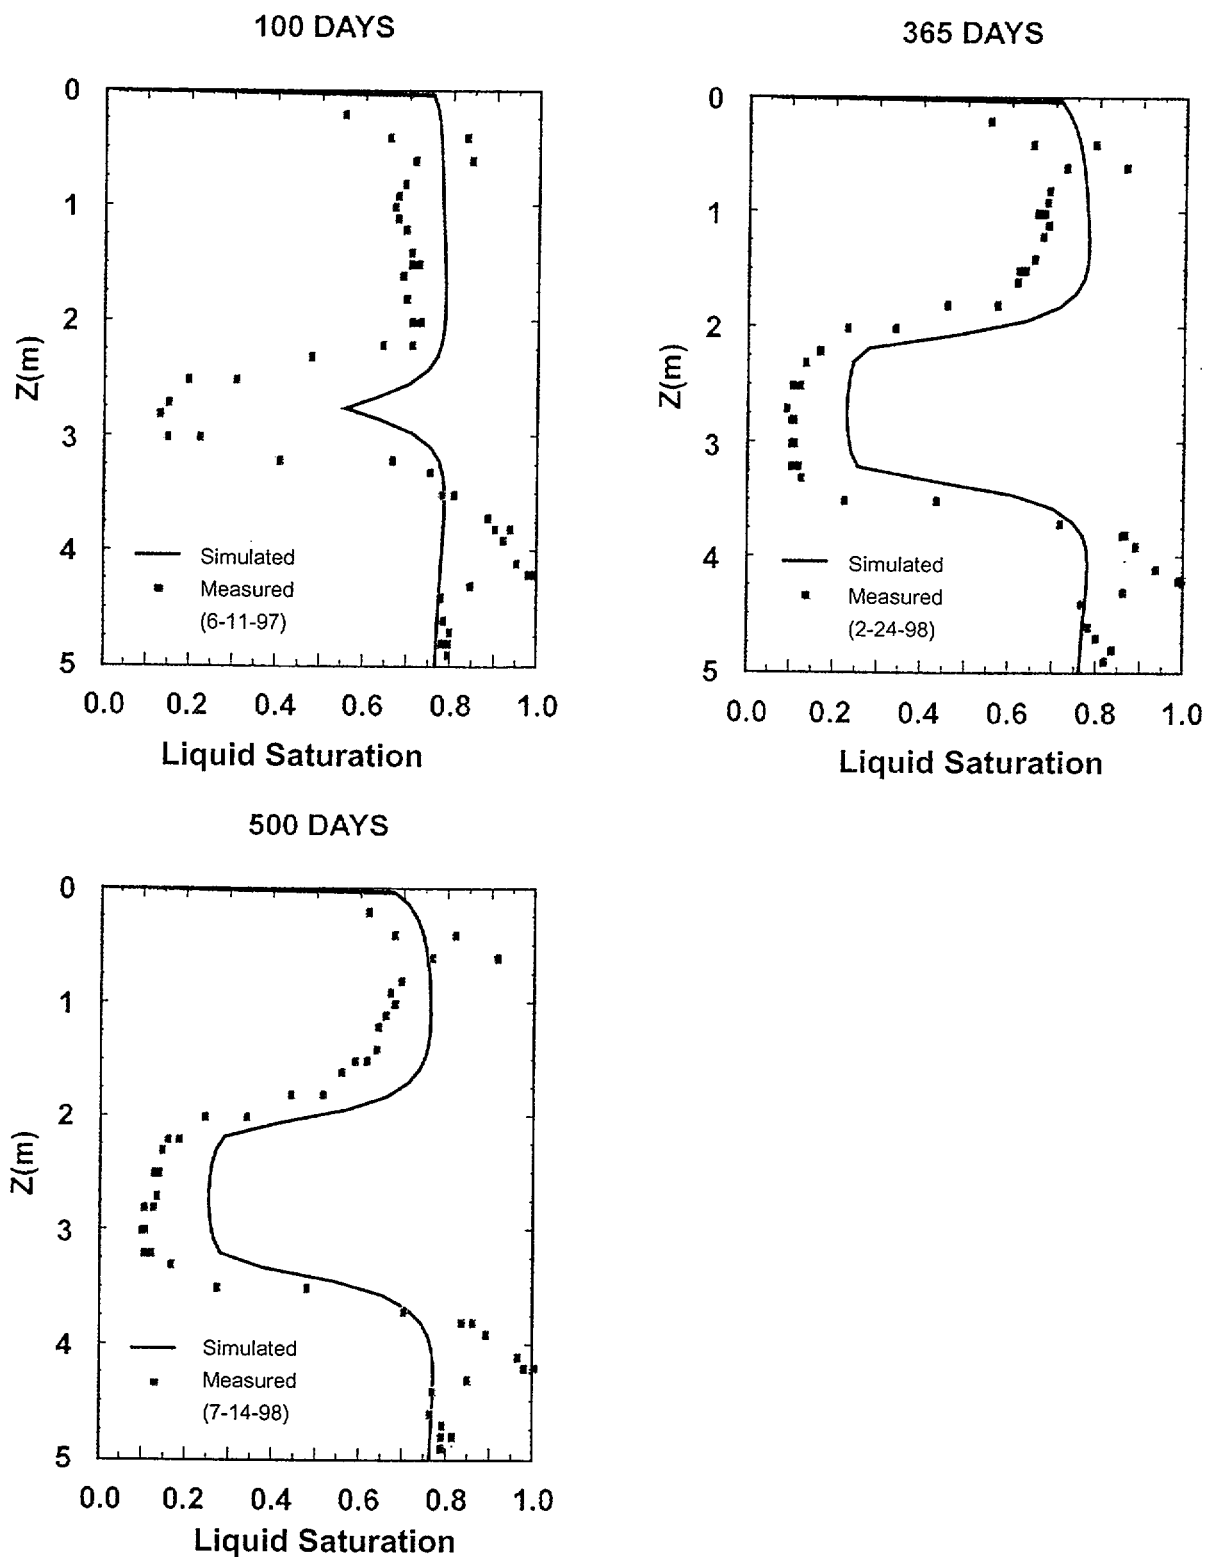 100 DAYS
0
1
2
3
4
5
Z(m)
Simulated
Measured
(6-11-97)
0.0 0.2 0.4 0.6 0.8 1.0
Liquid Saturation
365 DAYS
0
1
2
3
4
5
Z(m)
Simulated
Measured
(2-24-98)
0.0 0.2 0.4 0.6 0.8 1.0
Liquid Saturation
500 DAYS
0
1
2
3
4
5
Z(m)
Simulated
Measured
(7-14-98)
0.0 0.2 0.4 0.6 0.8 1.0
Liquid Saturation